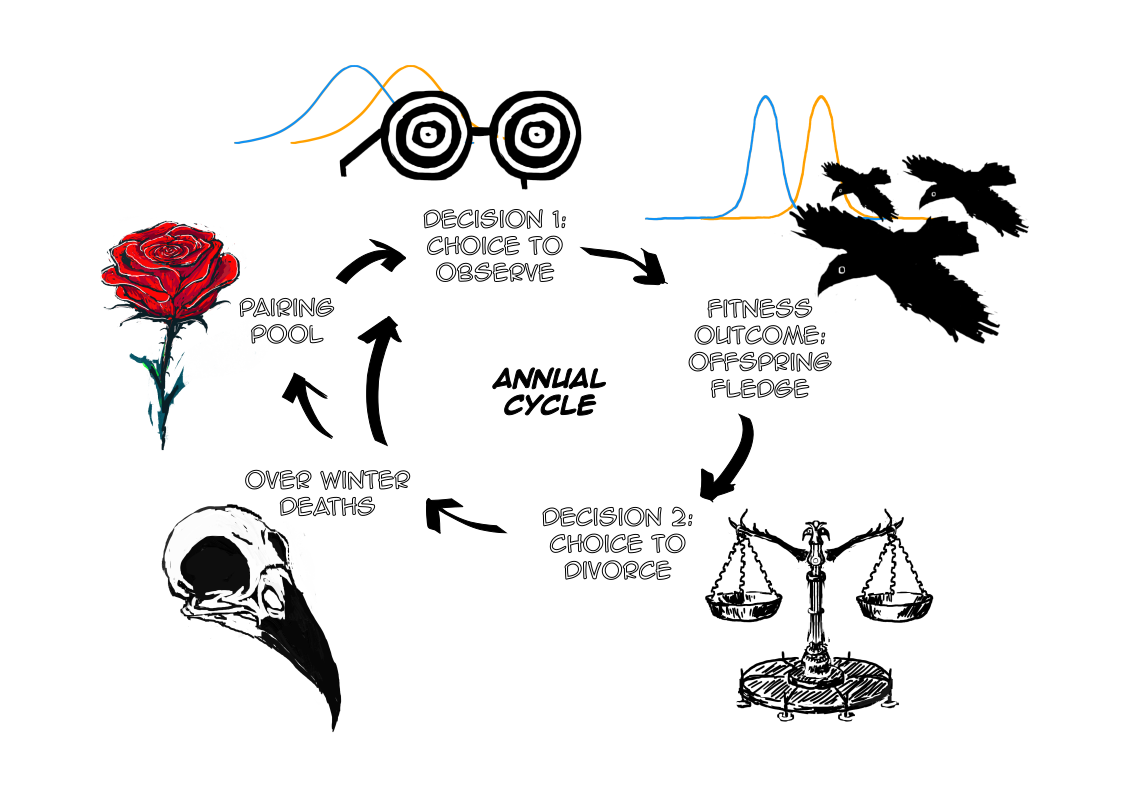 DECISION 1:
CHOICE TO
OBSERVE
FITNESS
OUTCOME:
OFFSPRING
FLEDGE
DECISION 2:
CHOICE TO
DIVORCE
OVER WINTER
DEATHS
PAIRING
POOL
ANNUAL
CYCLE